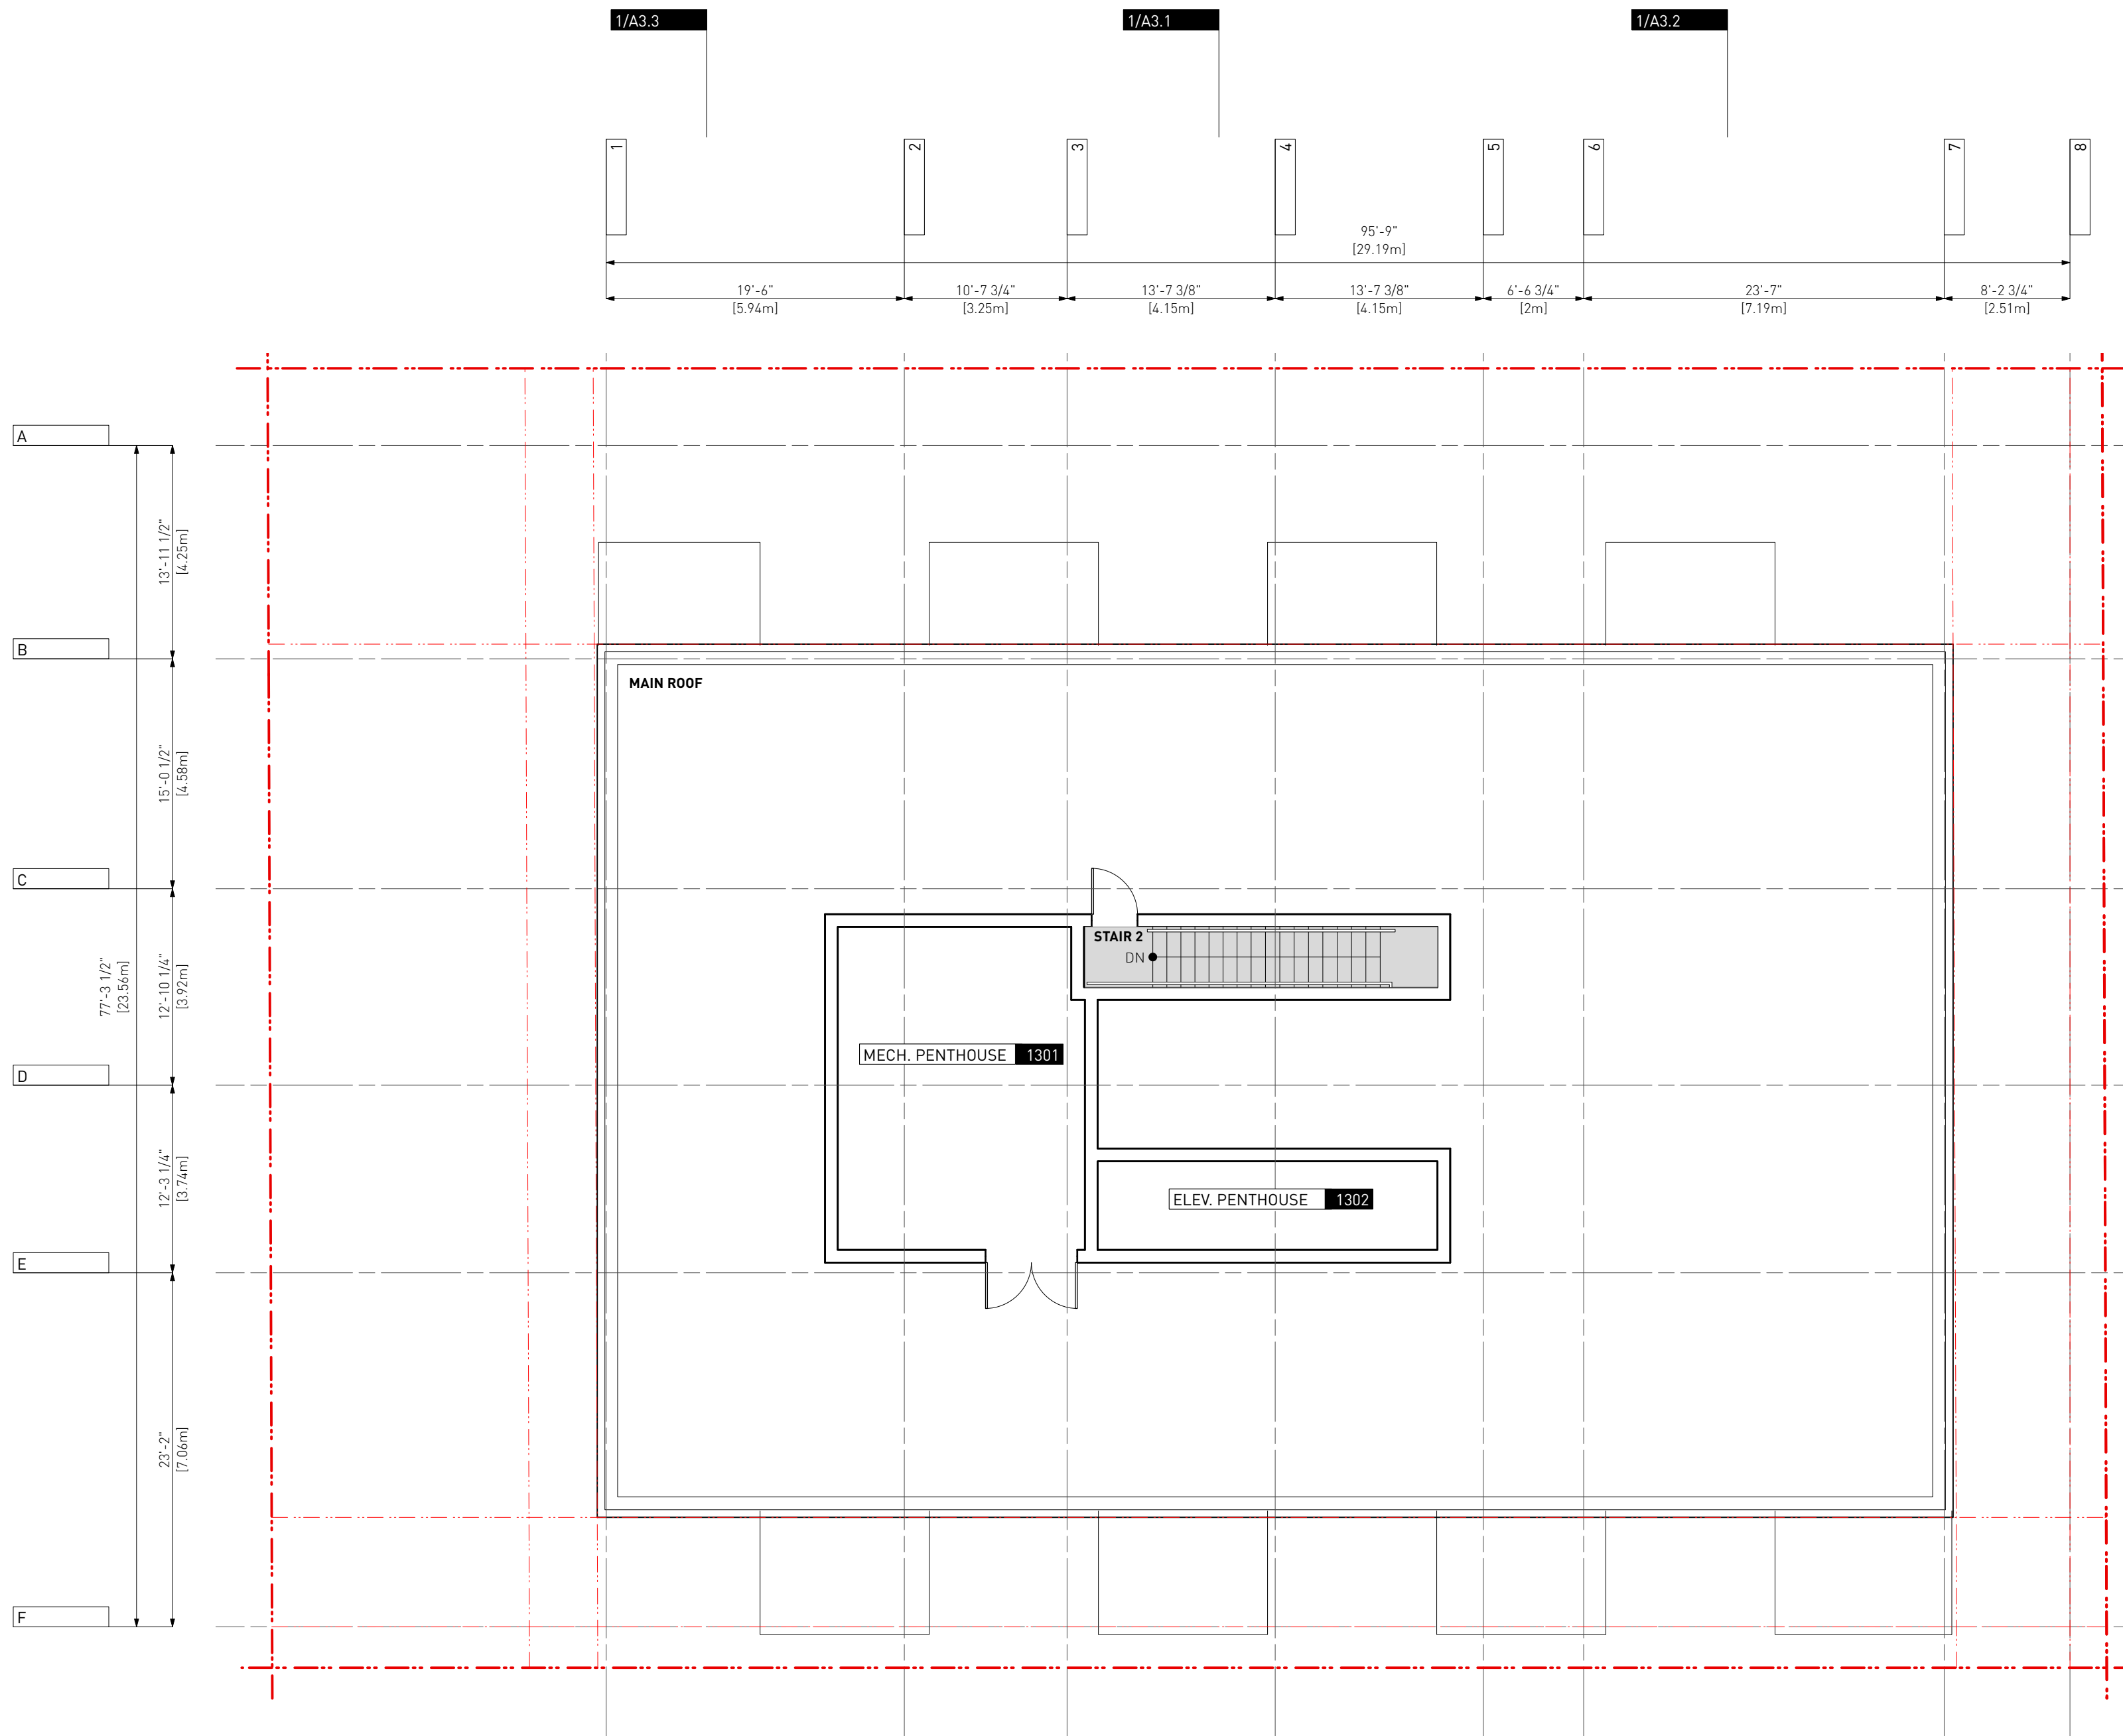 1/A3.3
1/A3.1
1/A3.2
1
2
3
4
5
6
7
8
95'-9"
[29.19m]
19'-6"
[5.94m]
10'-7 3/4"
[3.25m]
13'-7 3/8"
[4.15m]
13'-7 3/8"
[4.15m]
6'-6 3/4"
[2m]
23'-7"
[7.19m]
8'-2 3/4"
[2.51m]
A
B
C
D
E
F
13'-11 1/2"
[4.25m]
15'-0 1/2"
[4.58m]
77'-3 1/2"
[23.56m]
12'-10 1/4"
[3.92m]
12'-3 1/4"
[3.74m]
23'-2"
[7.06m]
MAIN ROOF
STAIR 2
DN
MECH. PENTHOUSE 1301
ELEV. PENTHOUSE 1302